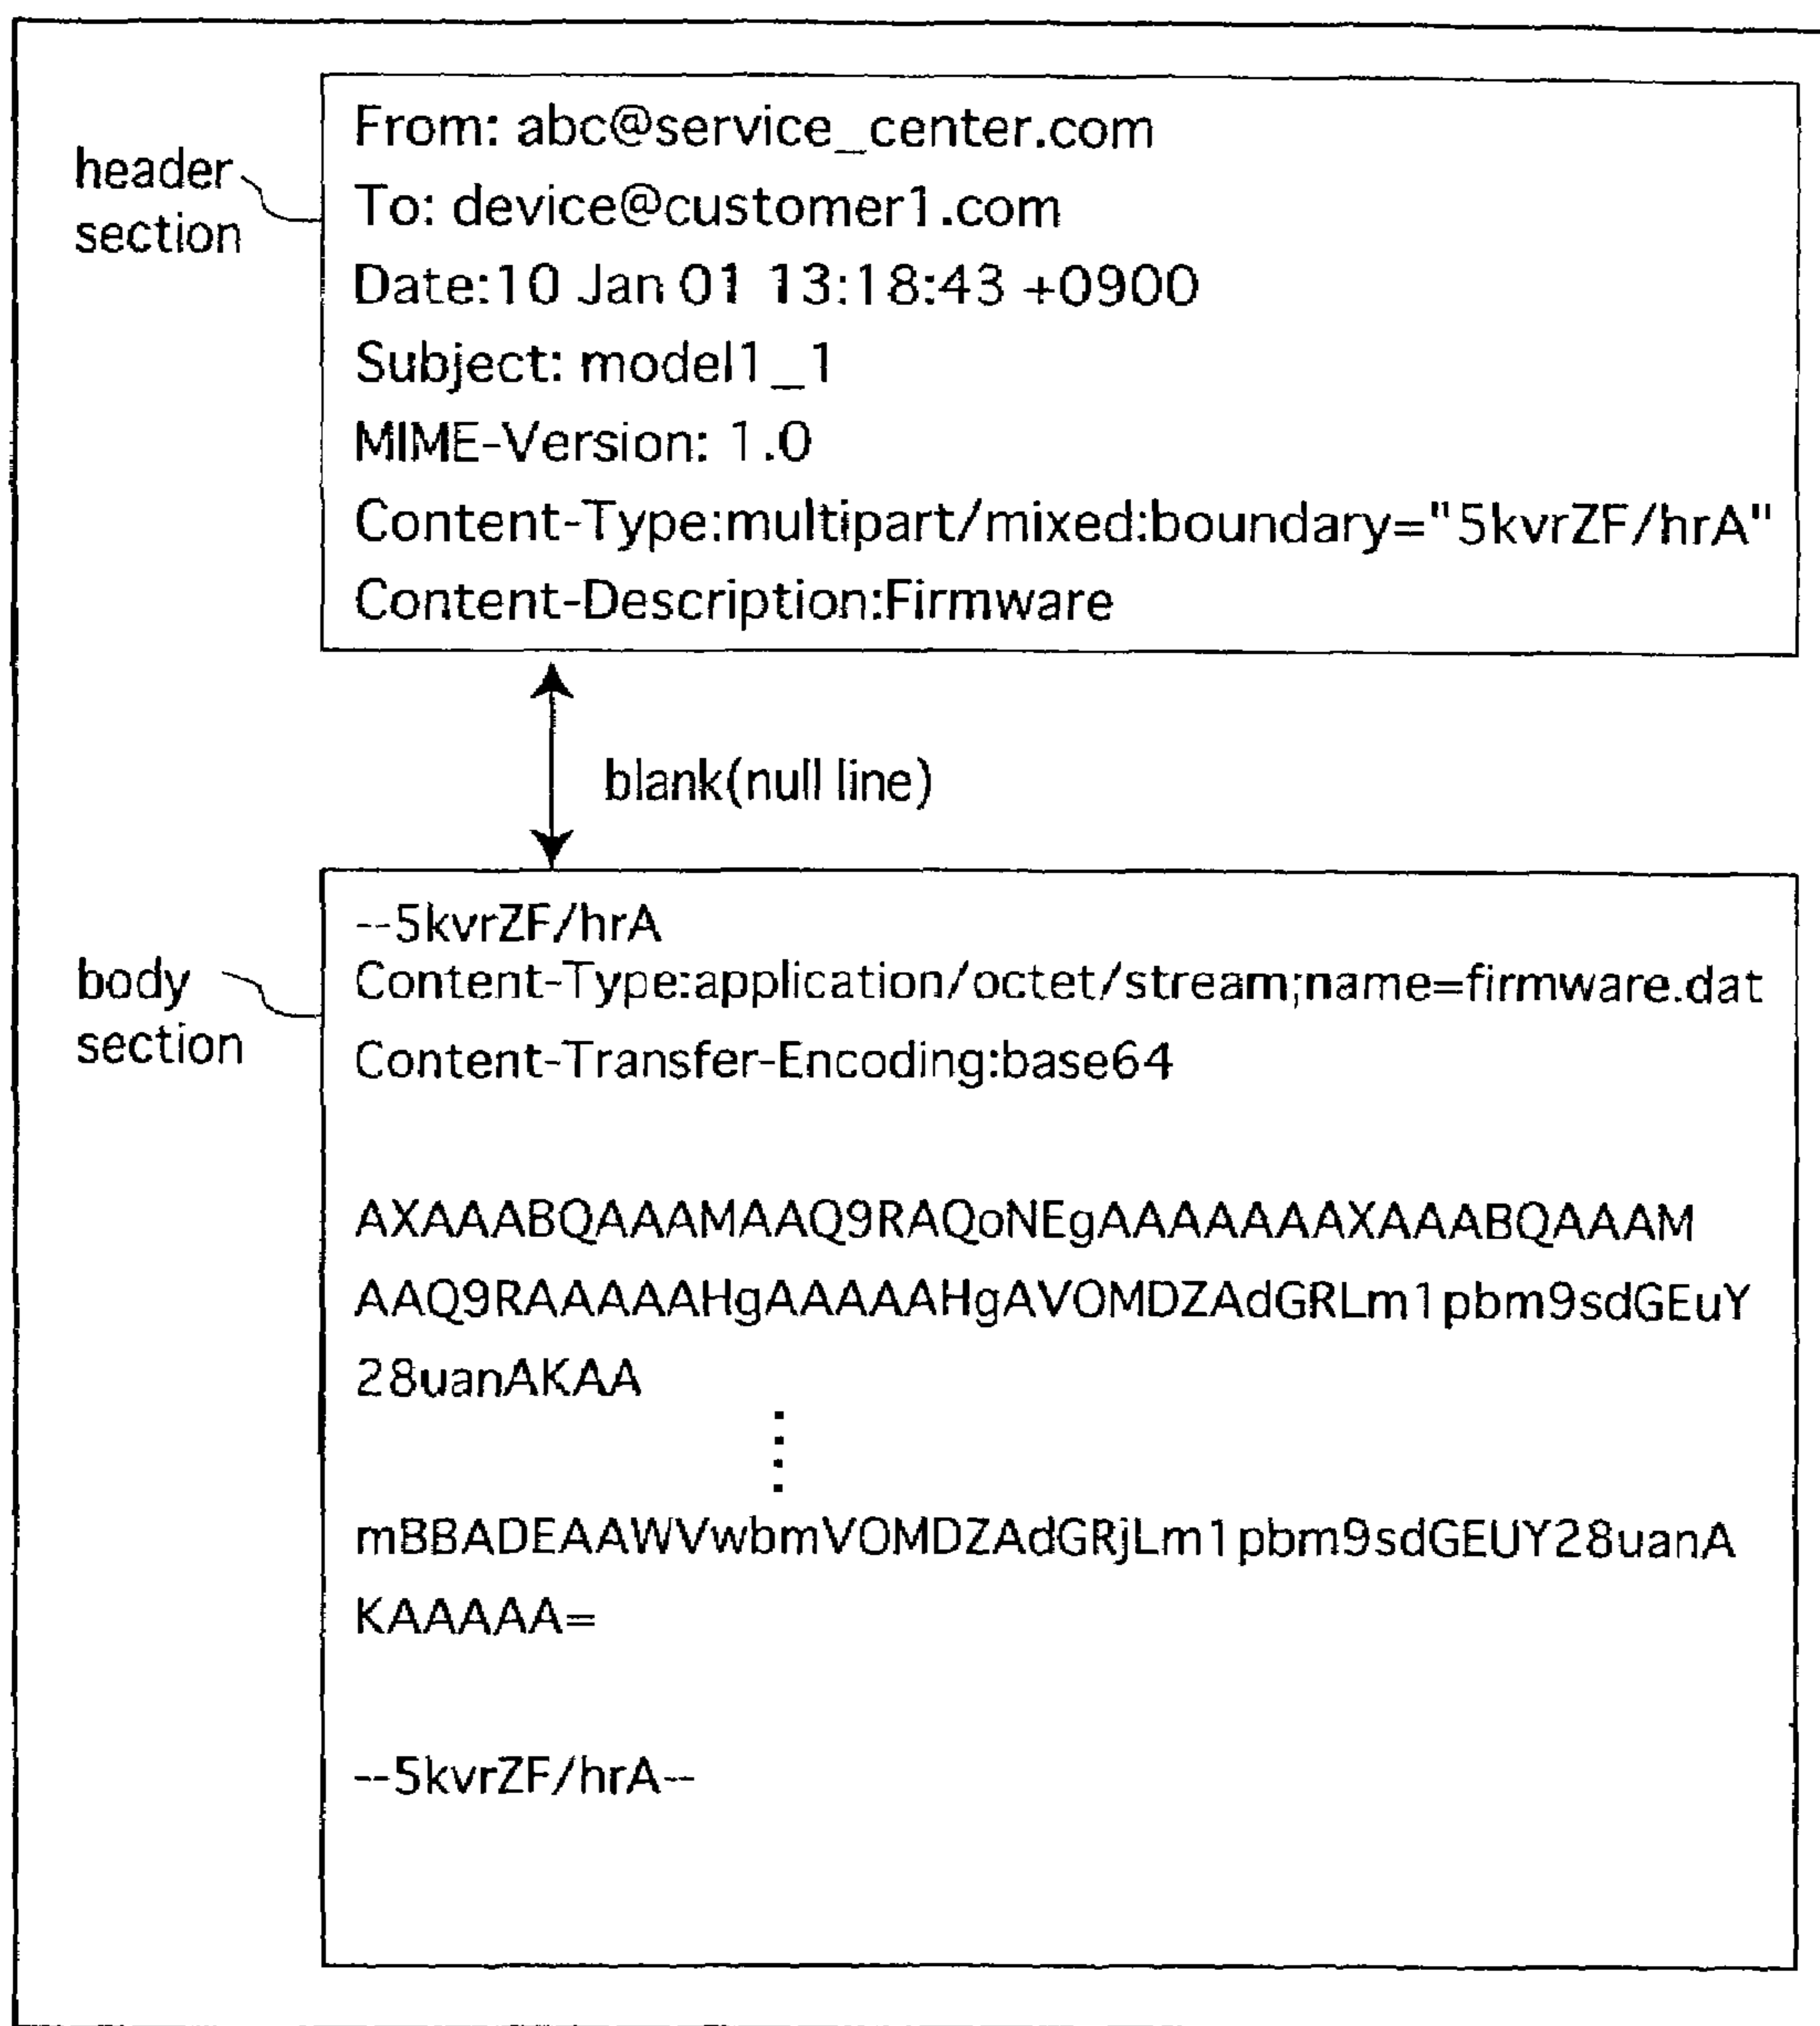 header
section
From: abc@service_center.com
To: device@customer1.com
Date:10 Jan 01 13:18:43 +0900
Subject: model1_1
MIME-Version: 1.0
Content-Type:multipart/mixed:boundary="5kvrZF/hrA"
Content-Description:Firmware
blank(null line)
body
section
--5kvrZF/hrA
Content-Type:application/octet/stream;name=firmware.dat
Content-Transfer-Encoding:base64
AXAAABQAAAMAAQ9RAQoNEgAAAAAAAXAAABQAAAM
AAQ9RAAAAAHgAAAAAHgAVOMDZAdGRLm1pbm9sdGEuY
28uanAKAA
mBBADEAAWVwbmVOMDZAdGRjLm1pbm9sdGEUY28uanA
KAAAAA=
--5kvrZF/hrA--